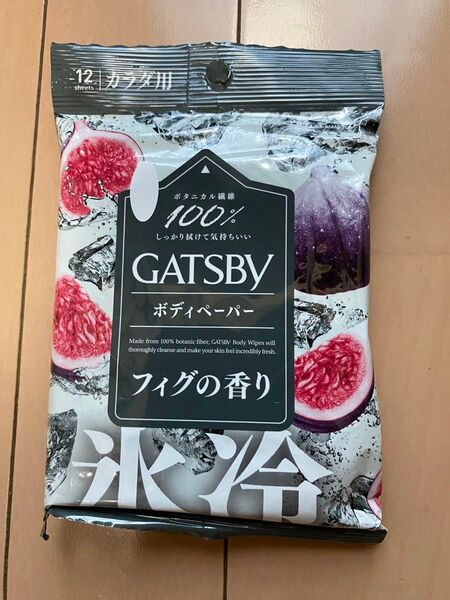 12
sheets
カラダ用
ボタニカル繊維
100%
しっかり拭けて気持ちいい
GATSBY
ボディペーパー
Made from 100% botanic fiber, GATSBY Body Wipes will
thoroughly cleanse and make your skin feel incredibly fresh.
フィグの香り
氷冷